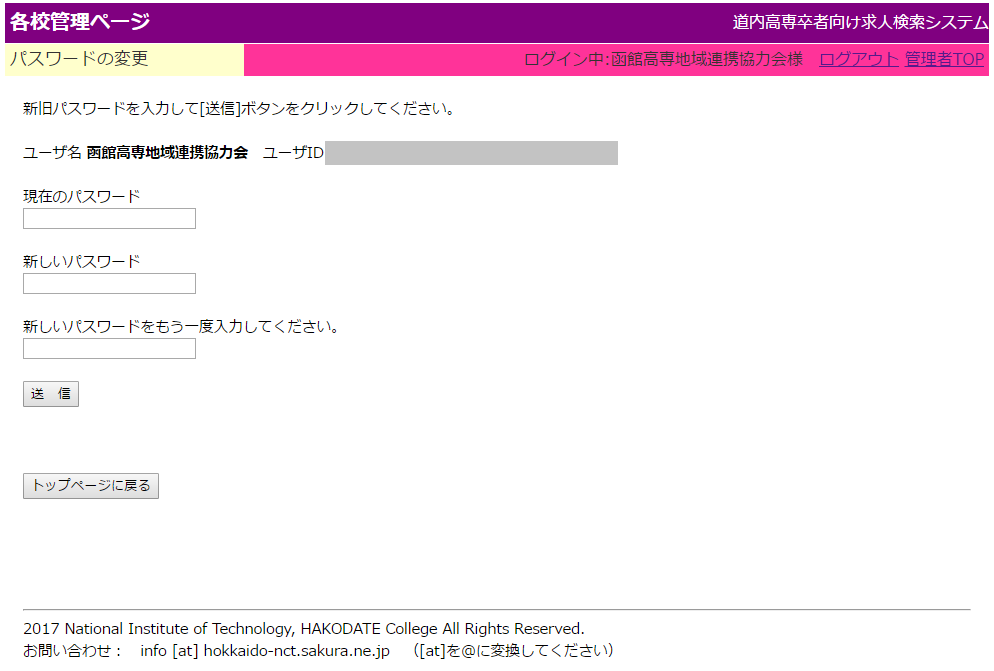 各校管理ページ　道内高専卒者向け求人検索システム
パスワードの変更　ログイン中:函館高専地域連携協力会様　ログアウト 管理者TOP
新旧パスワードを入力して[送信]ボタンをクリックしてください。
ユーザ名 函館高専地域連携協力会　ユーザID
現在のパスワード
新しいパスワード
新しいパスワードをもう一度入力してください。
送　信
トップページに戻る
2017 National Institute of Technology, HAKODATE College All Rights Reserved.
お問い合わせ：　info [at] hokkaido-nct.sakura.ne.jp　（[at]を@に変換してください）